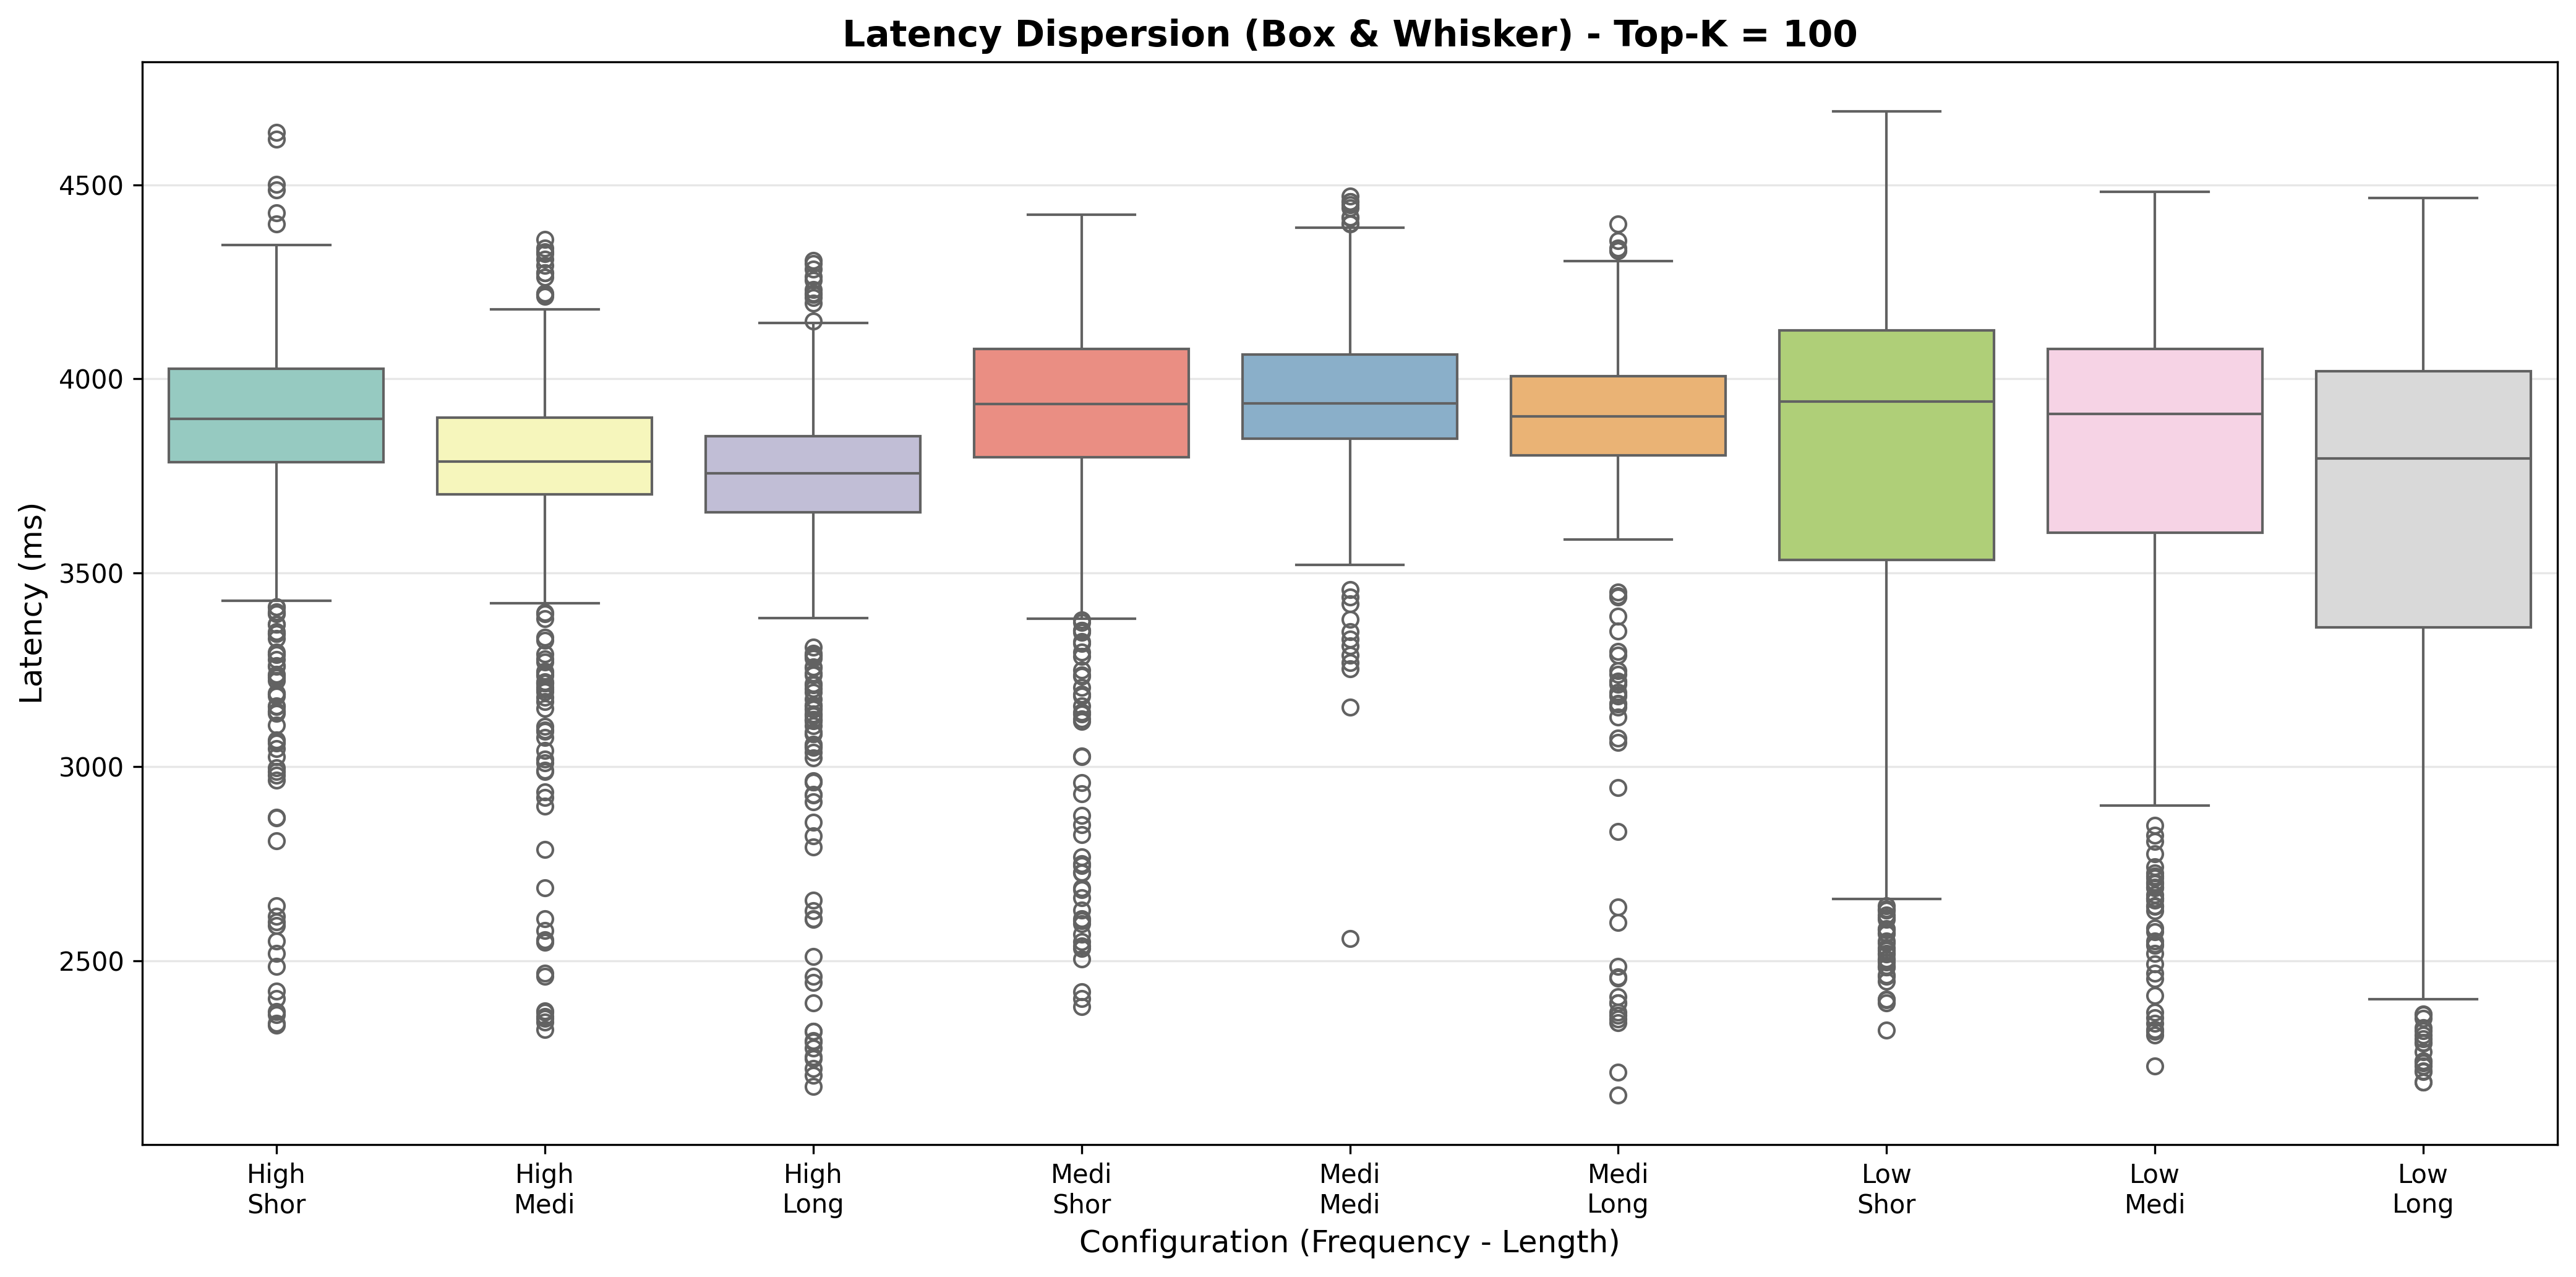 Latency Dispersion (Box & Whisker) - Top-K = 100
Latency (ms)
4500
4000
3500
3000
2500
High
Shor
High
Medi
High
Long
Medi
Shor
Medi
Medi
Medi
Long
Low
Shor
Low
Medi
Low
Long
Configuration (Frequency - Length)